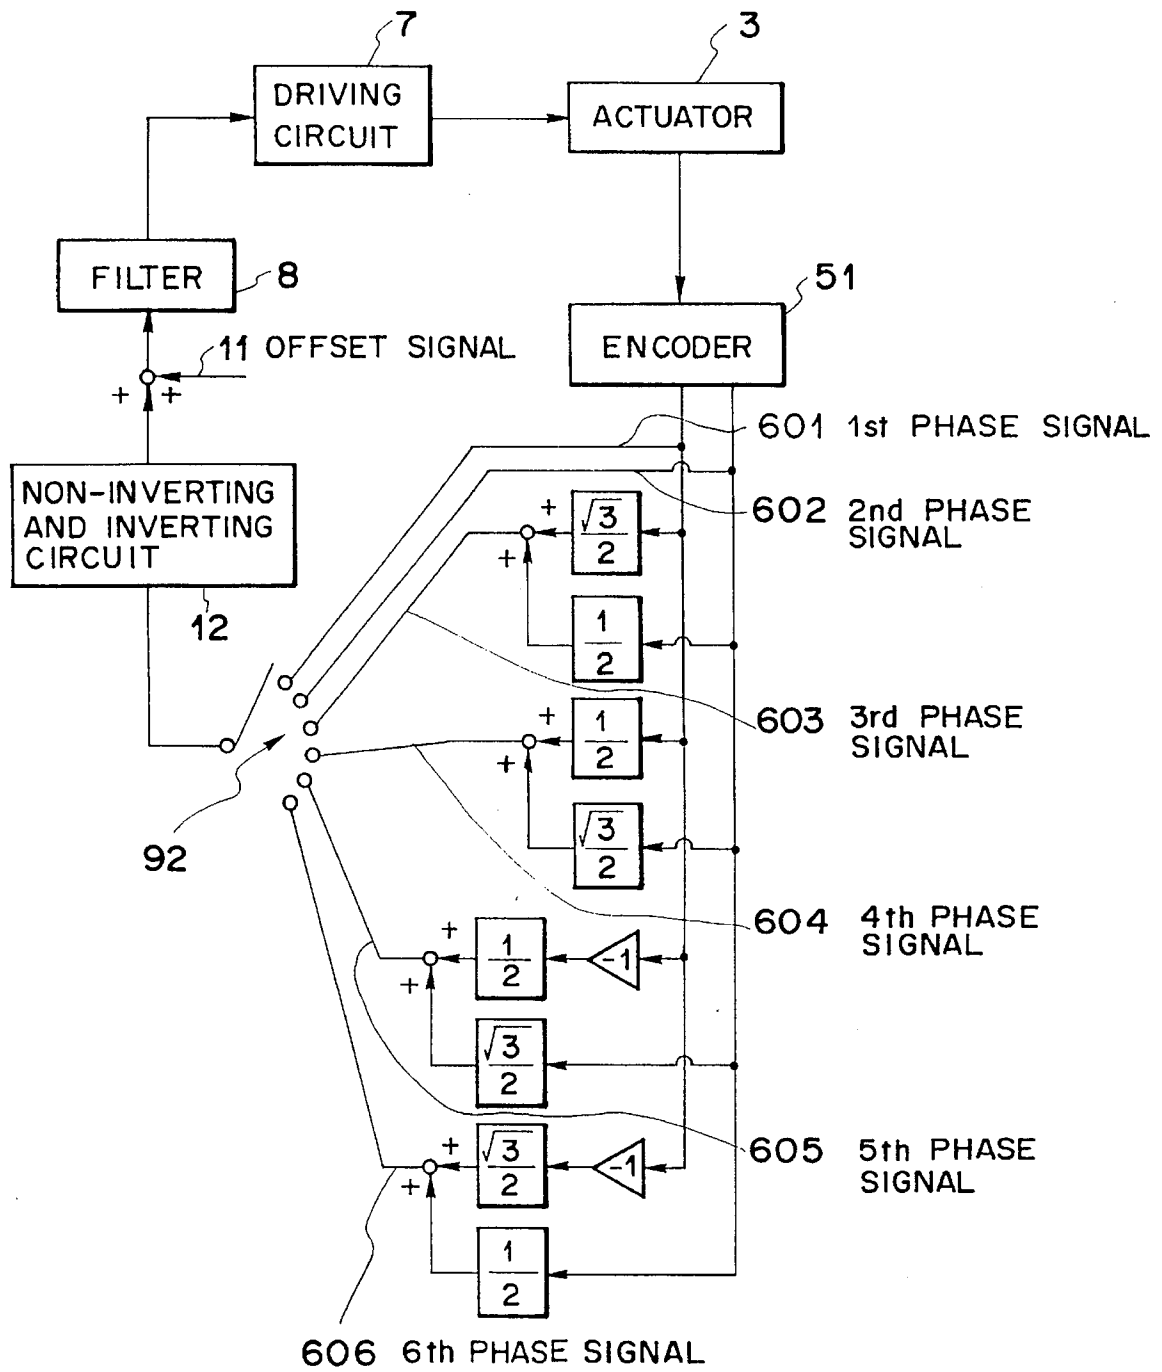 7
3
DRIVING
CIRCUIT
ACTUATOR
FILTER
8
51
ENCODER
11 OFFSET SIGNAL
+ +
601 1st PHASE SIGNAL
NON-INVERTING
AND INVERTING
CIRCUIT
12
602 2nd PHASE
SIGNAL
+ √3/2
+
1/2
603 3rd PHASE
SIGNAL
+ 1/2
+
√3/2
92
604 4th PHASE
SIGNAL
+ 1/2 -1
+
√3/2
605 5th PHASE
SIGNAL
+ √3/2 -1
+
1/2
606 6th PHASE SIGNAL